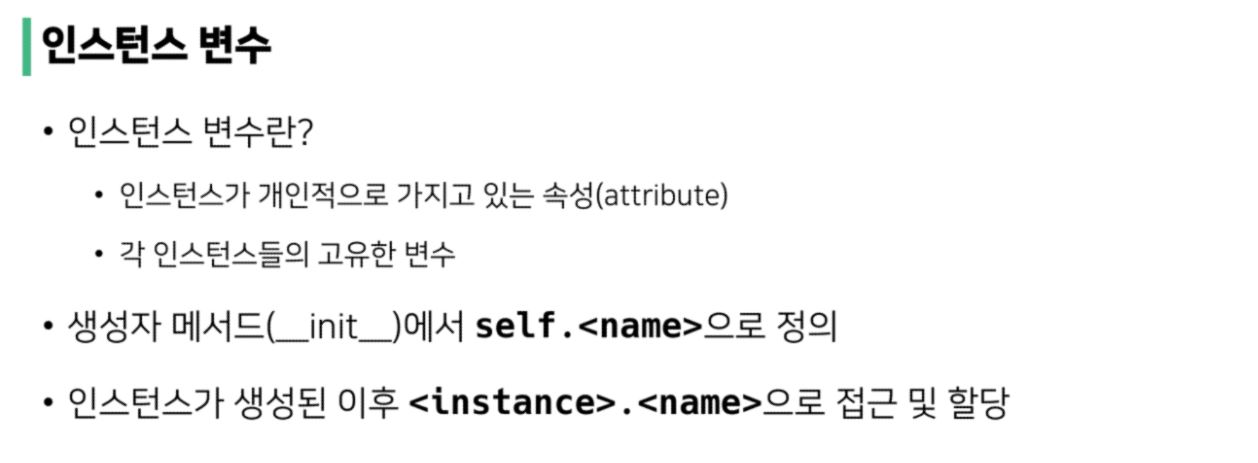 인스턴스 변수
• 인스턴스 변수란?
• 인스턴스가 개인적으로 가지고 있는 속성(attribute)
• 각 인스턴스들의 고유한 변수
• 생성자 메서드(__init__)에서 self.<name>으로 정의
• 인스턴스가 생성된 이후 <instance>.<name>으로 접근 및 할당